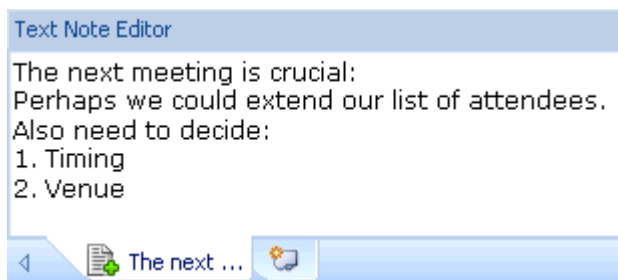 Text Note Editor
The next meeting is crucial:
Perhaps we could extend our list of attendees.
Also need to decide:
1. Timing
2. Venue
The next ...